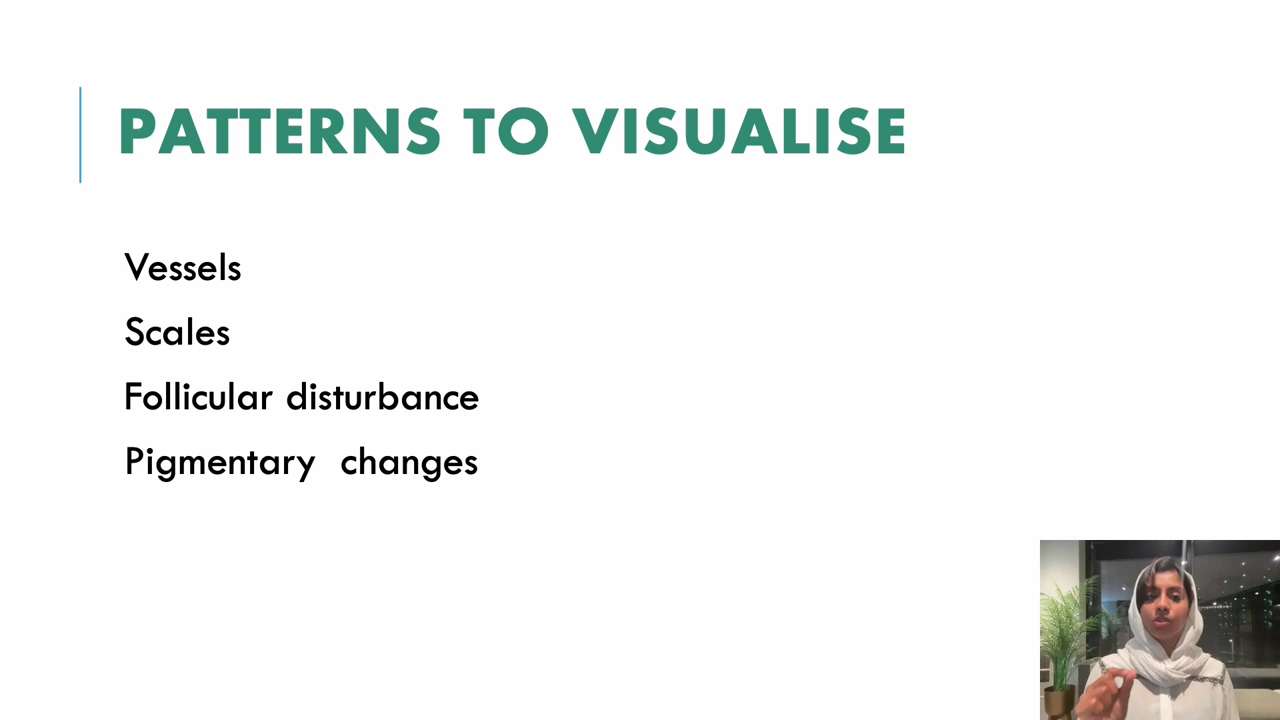 PATTERNS TO VISUALISE
Vessels
Scales
Follicular disturbance
Pigmentary changes